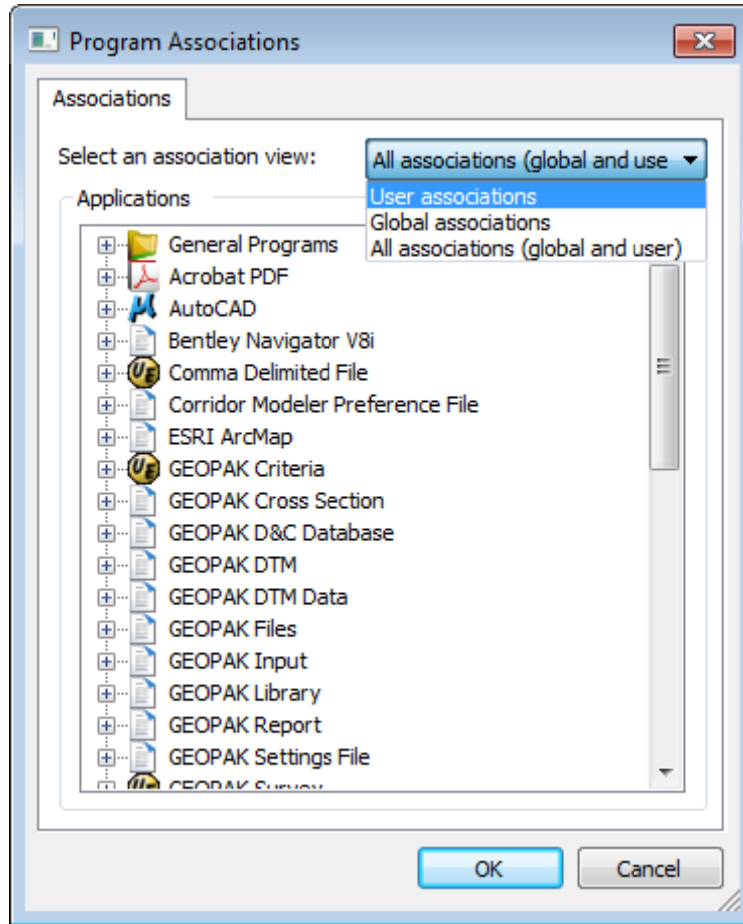 Program Associations
Associations
Select an association view:
All associations (global and use
Applications
User associations
Global associations
All associations (global and user)
General Programs
Acrobat PDF
AutoCAD
Bentley Navigator V8i
Comma Delimited File
Corridor Modeler Preference File
ESRI ArcMap
GEOPAK Criteria
GEOPAK Cross Section
GEOPAK D&C Database
GEOPAK DTM
GEOPAK DTM Data
GEOPAK Files
GEOPAK Input
GEOPAK Library
GEOPAK Report
GEOPAK Settings File
GEOPAK Survey
OK
Cancel